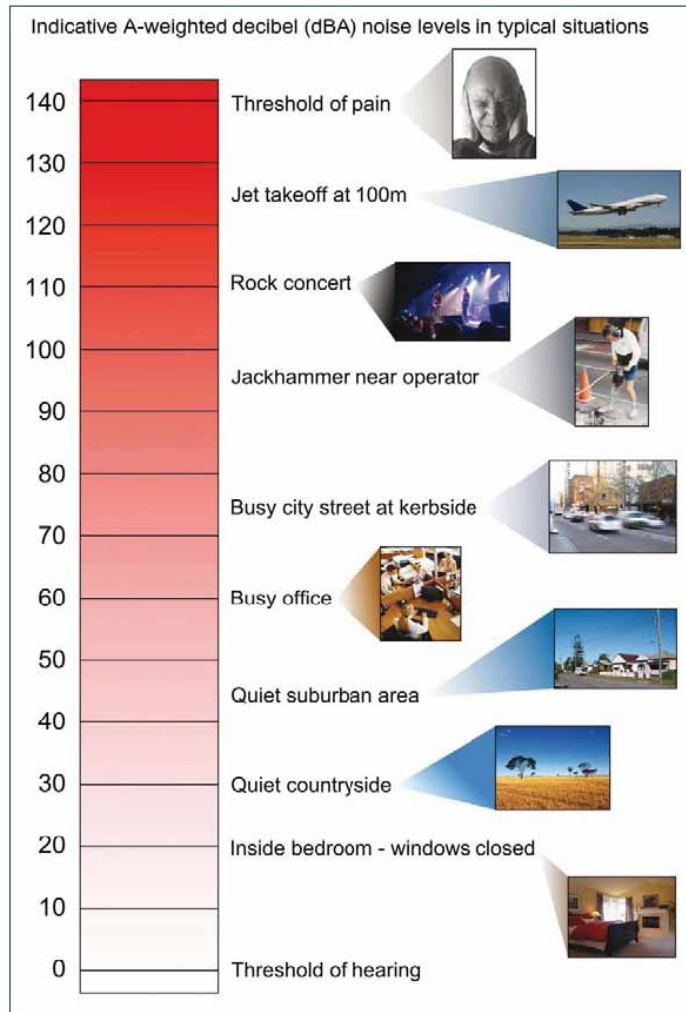 Indicative A-weighted decibel (dBA) noise levels in typical situations
140
Threshold of pain
130
Jet takeoff at 100m
120
110
Rock concert
100
Jackhammer near operator
90
80
Busy city street at kerbside
70
60
Busy office
50
Quiet suburban area
40
30
Quiet countryside
20
Inside bedroom - windows closed
10
0
Threshold of hearing